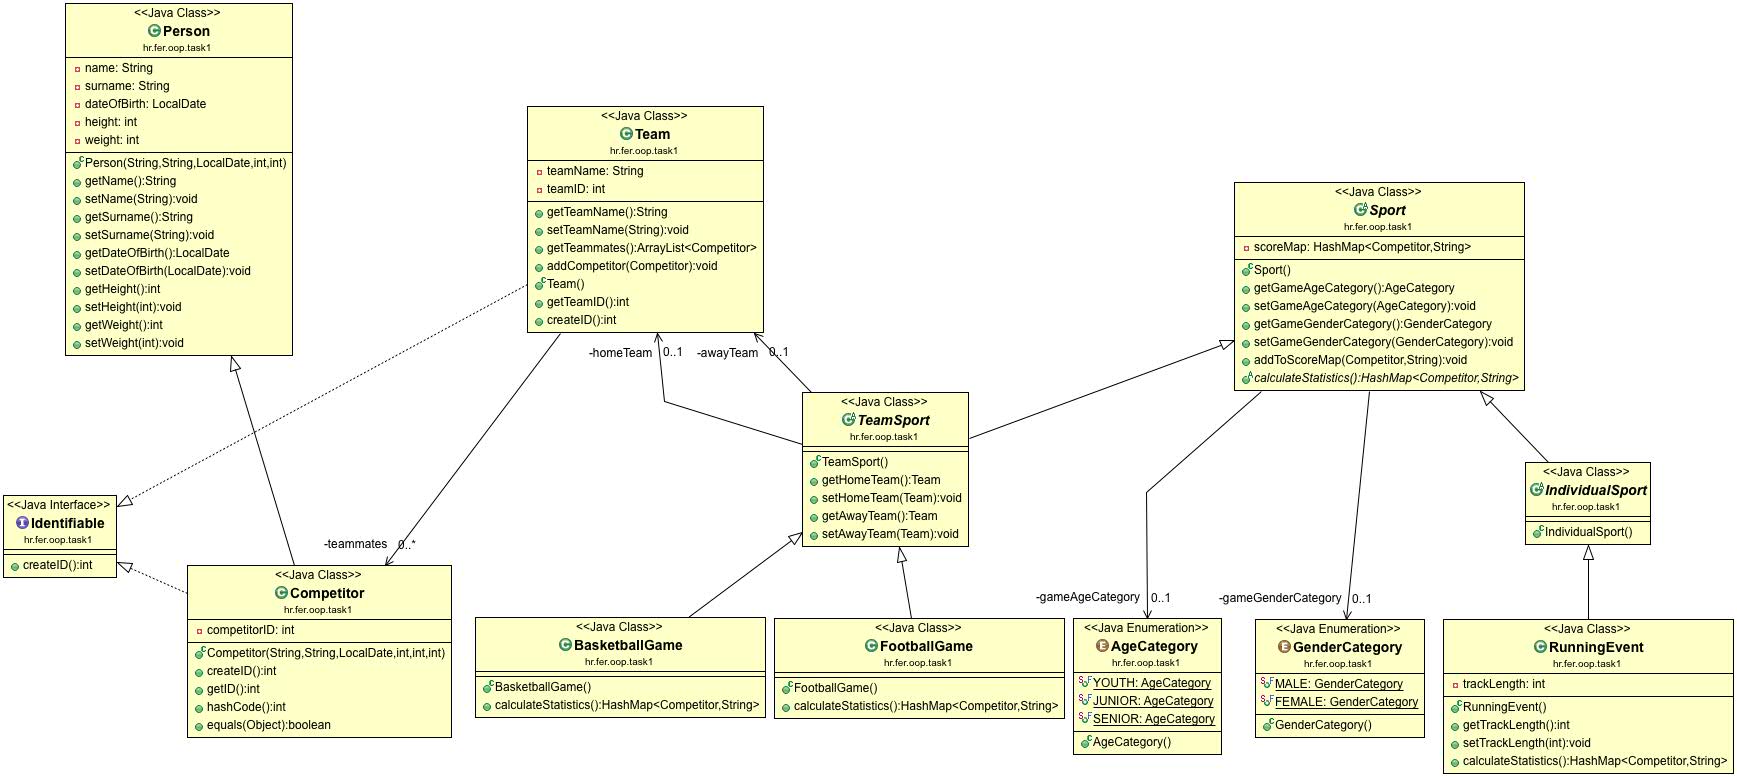 <<Java Class>>
Person
hr.fer.oop.task1
name: String
surname: String
dateOfBirth: LocalDate
height: int
weight: int
Person(String,String,LocalDate,int,int)
getName():String
setName(String):void
getSurname():String
setSurname(String):void
getDateOfBirth():LocalDate
setDateOfBirth(LocalDate):void
getHeight():int
setHeight(int):void
getWeight():int
setWeight(int):void
<<Java Class>>
Team
hr.fer.oop.task1
teamName: String
teamID: int
getTeamName():String
setTeamName(String):void
getTeammates():ArrayList<Competitor>
addCompetitor(Competitor):void
Team()
getTeamID():int
createID():int
<<Java Class>>
Sport
hr.fer.oop.task1
scoreMap: HashMap<Competitor,String>
Sport()
getGameAgeCategory():AgeCategory
setGameAgeCategory(AgeCategory):void
getGameGenderCategory():GenderCategory
setGameGenderCategory(GenderCategory):void
addToScoreMap(Competitor,String):void
calculateStatistics():HashMap<Competitor,String>
-homeTeam 0..1
-awayTeam 0..1
<<Java Class>>
TeamSport
hr.fer.oop.task1
TeamSport()
getHomeTeam():Team
setHomeTeam(Team):void
getAwayTeam():Team
setAwayTeam(Team):void
<<Java Class>>
IndividualSport
hr.fer.oop.task1
IndividualSport()
<<Java Interface>>
Identifiable
hr.fer.oop.task1
createID():int
-teammates 0..*
<<Java Class>>
Competitor
hr.fer.oop.task1
competitorID: int
Competitor(String,String,LocalDate,int,int,int)
createID():int
getID():int
hashCode():int
equals(Object):boolean
<<Java Class>>
BasketballGame
hr.fer.oop.task1
BasketballGame()
calculateStatistics():HashMap<Competitor,String>
<<Java Class>>
FootballGame
hr.fer.oop.task1
FootballGame()
calculateStatistics():HashMap<Competitor,String>
-gameAgeCategory 0..1
<<Java Enumeration>>
AgeCategory
hr.fer.oop.task1
YOUTH: AgeCategory
JUNIOR: AgeCategory
SENIOR: AgeCategory
AgeCategory()
-gameGenderCategory 0..1
<<Java Enumeration>>
GenderCategory
hr.fer.oop.task1
MALE: GenderCategory
FEMALE: GenderCategory
GenderCategory()
<<Java Class>>
RunningEvent
hr.fer.oop.task1
trackLength: int
RunningEvent()
getTrackLength():int
setTrackLength(int):void
calculateStatistics():HashMap<Competitor,String>